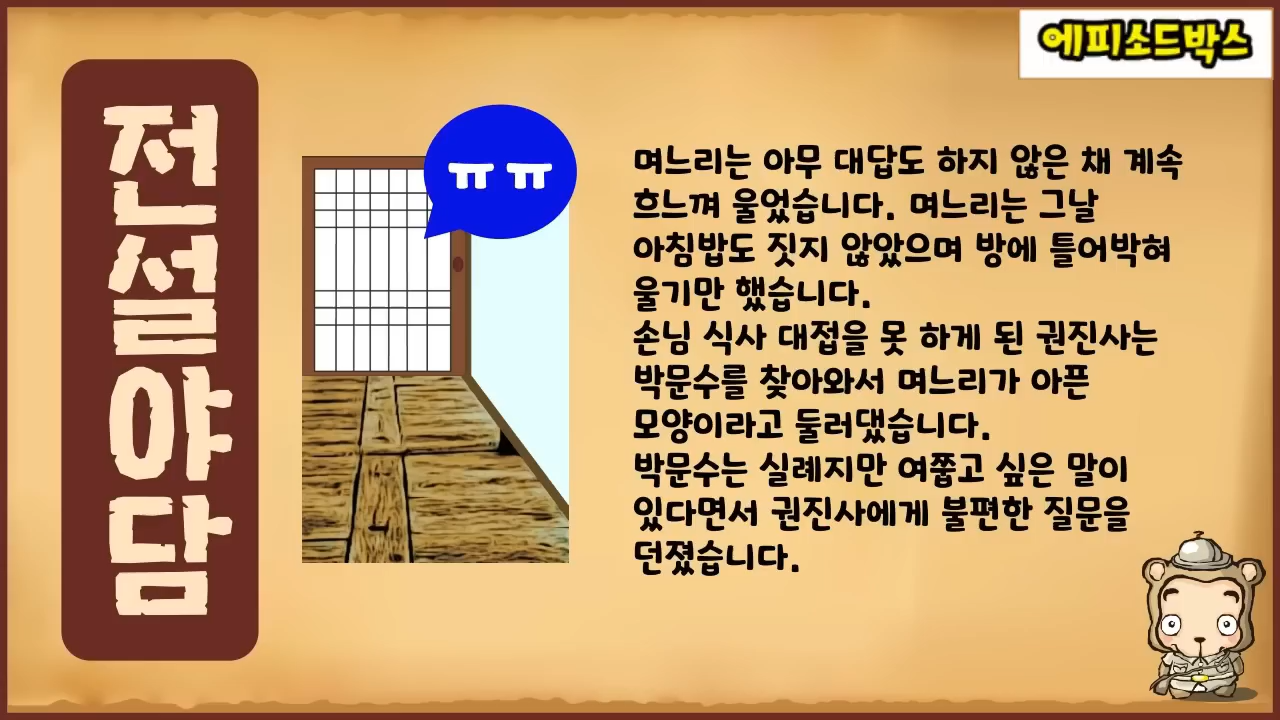 에피소드박스
전설야담
ㅠㅠ
며느리는 아무 대답도 하지 않은 채 계속
흐느껴 울었습니다. 며느리는 그날
아침밥도 짓지 않았으며 방에 틀어박혀
울기만 했습니다.
손님 식사 대접을 못 하게 된 권진사는
박문수를 찾아와서 며느리가 아픈
모양이라고 둘러댔습니다.
박문수는 실례지만 여쭙고 싶은 말이
있다면서 권진사에게 불편한 질문을
던졌습니다.